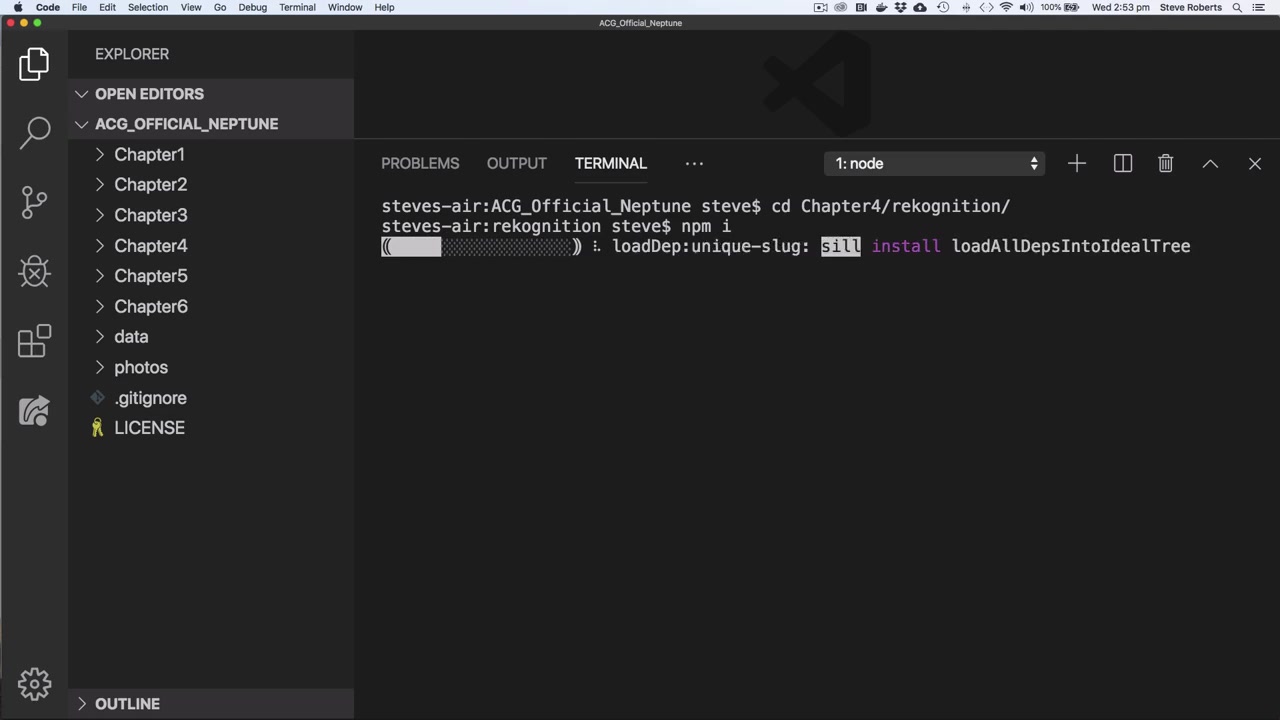 Code File Edit Selection View Go Debug Terminal Window Help 100% Wed 2:53 pm Steve Roberts
ACG_Official_Neptune
EXPLORER
OPEN EDITORS
ACG_OFFICIAL_NEPTUNE
Chapter1
Chapter2
Chapter3
Chapter4
Chapter5
Chapter6
data
photos
.gitignore
LICENSE
OUTLINE
PROBLEMS OUTPUT TERMINAL ··· 1: node
steves-air:ACG_Official_Neptune steve$ cd Chapter4/rekognition/
steves-air:rekognition steve$ npm i
loadDep:unique-slug: sill install loadAllDepsIntoIdealTree